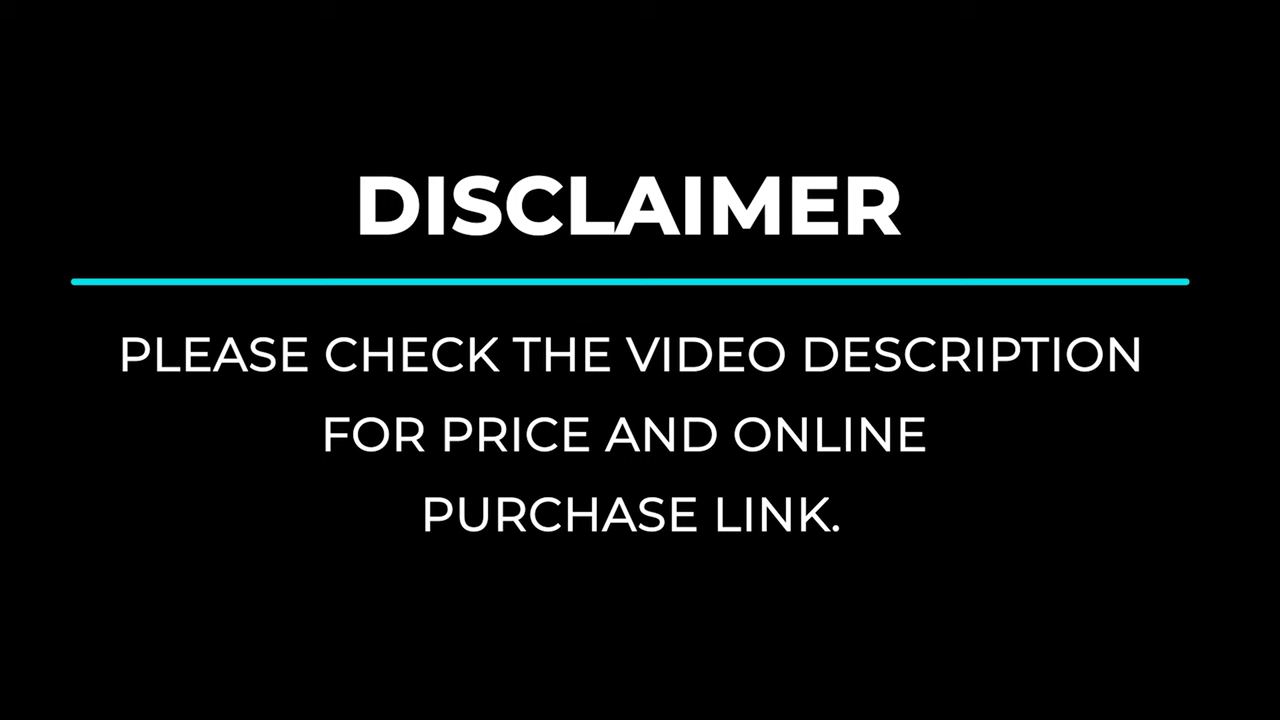 DISCLAIMER
PLEASE CHECK THE VIDEO DESCRIPTION
FOR PRICE AND ONLINE
PURCHASE LINK.